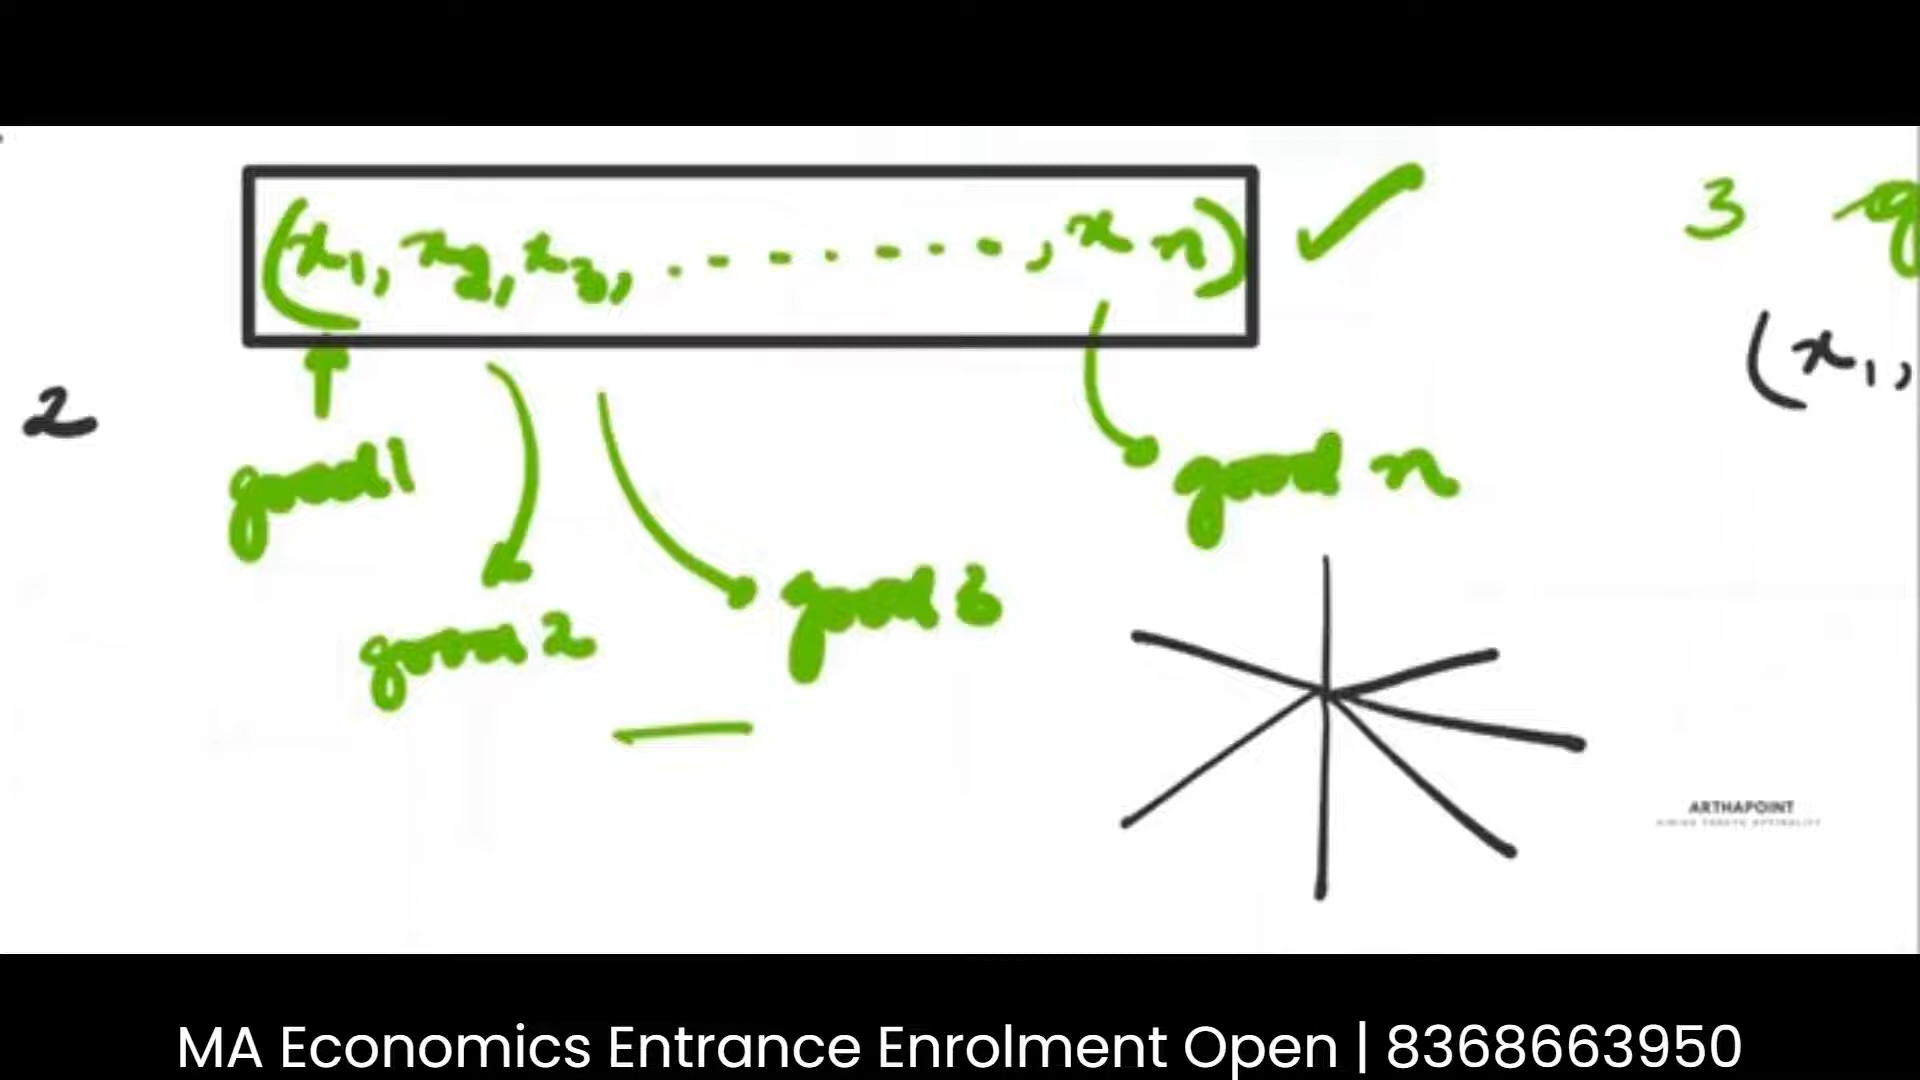 (x1, x2, x3, ........, xn) ✓
3
(x1,
2
good1
good n
good 3
good 2
ARTHAPOINT
MA Economics Entrance Enrolment Open | 8368663950